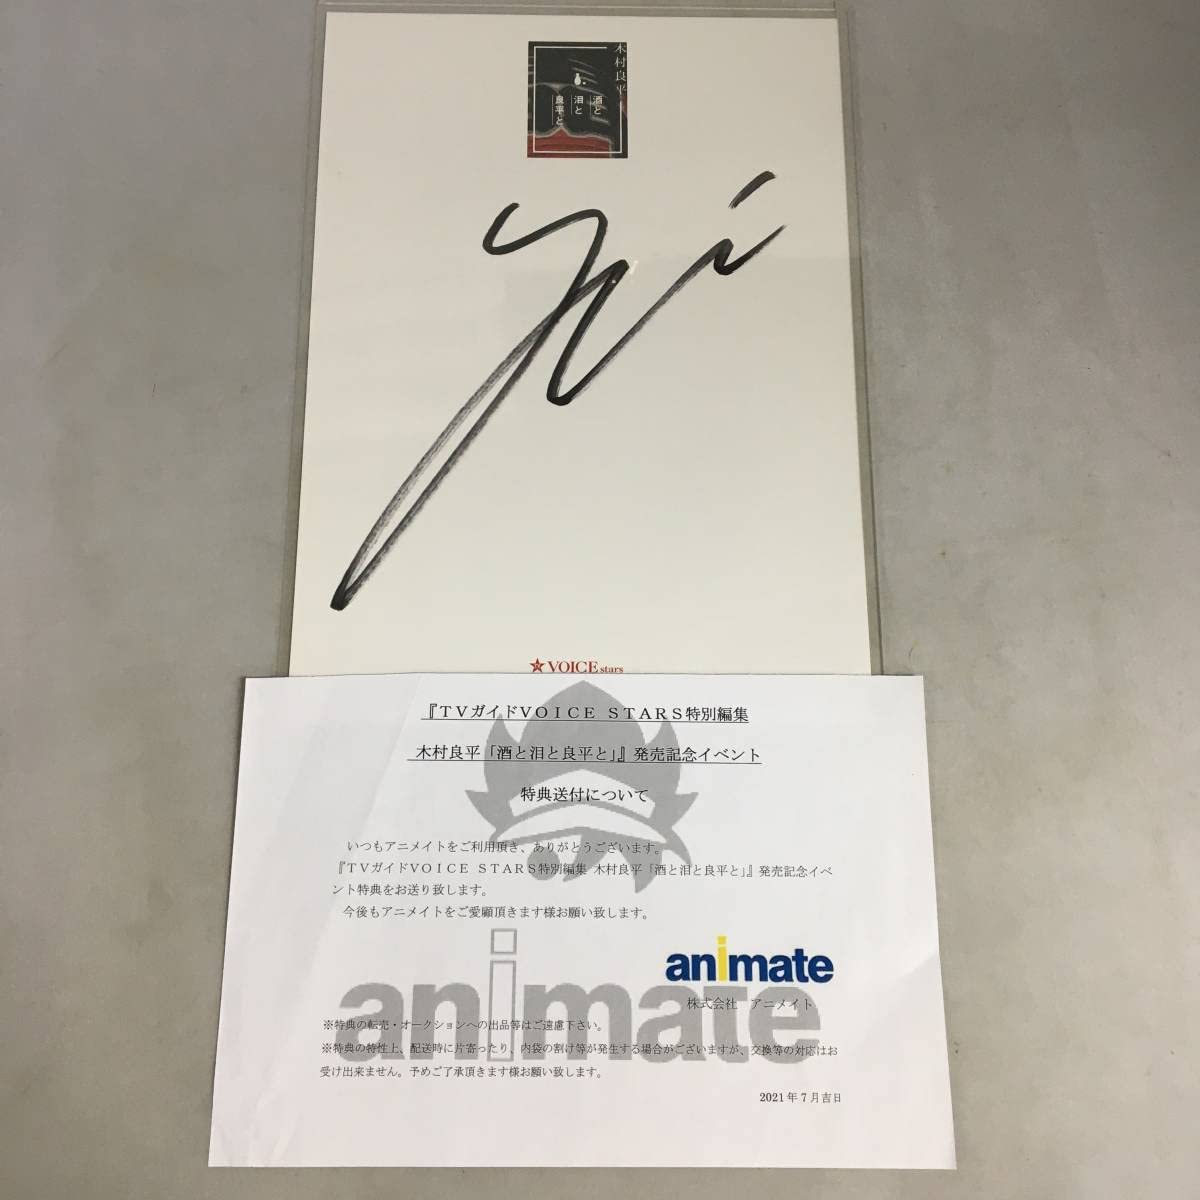 木村良平
酒と
泪と
良平と
VOICE stars
『TVガイドVOICE STARS特別編集
木村良平「酒と泪と良平と」』発売記念イベント
特典送付について
いつもアニメイトをご利用頂き、ありがとうございます。
『TVガイドVOICE STARS特別編集 木村良平「酒と泪と良平と」』発売記念イベ
ント特典をお送り致します。
今後もアニメイトをご愛顧頂きます様お願い致します。
animate
animate
株式会社 アニメイト
※特典の転売・オークションへの出品等はご遠慮下さい。
※特典の特性上、配送時に片寄ったり、内袋の割け等が発生する場合がございますが、交換等の対応はお
受け出来ません。予めご了承頂きます様お願い致します。
2021年7月吉日